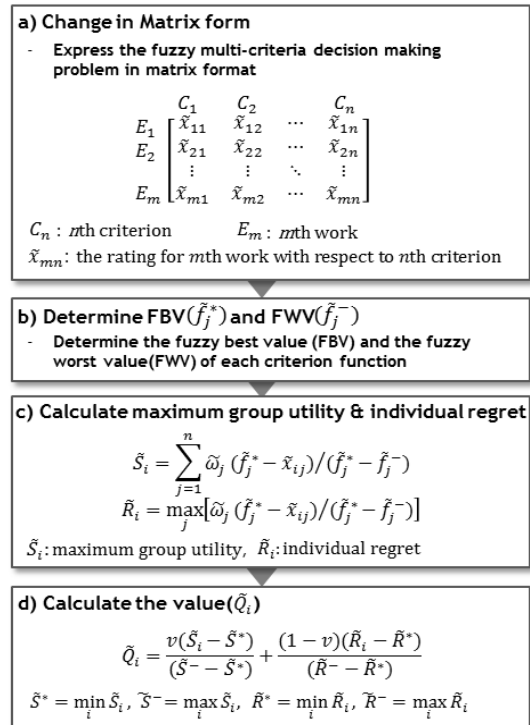 a) Change in Matrix form
- Express the fuzzy multi-criteria decision making
problem in matrix format
C₁ C₂ Cₙ
E₁ x̃₁₁ x̃₁₂ ⋯ x̃₁ₙ
E₂ x̃₂₁ x̃₂₂ ⋯ x̃₂ₙ
⋮ ⋮ ⋱ ⋮
Eₘ x̃ₘ₁ x̃ₘ₂ ⋯ x̃ₘₙ
Cₙ : nth criterion Eₘ : mth work
x̃ₘₙ: the rating for mth work with respect to nth criterion
b) Determine FBV(f̃ⱼ*) and FWV(f̃ⱼ⁻)
- Determine the fuzzy best value (FBV) and the fuzzy
worst value(FWV) of each criterion function
c) Calculate maximum group utility & individual regret
S̃ᵢ = ∑ⱼ₌₁ⁿ ω̃ⱼ (f̃ⱼ* − x̃ᵢⱼ)/(f̃ⱼ* − f̃ⱼ⁻)
R̃ᵢ = maxⱼ[ω̃ⱼ (f̃ⱼ* − x̃ᵢⱼ)/(f̃ⱼ* − f̃ⱼ⁻)]
S̃ᵢ:maximum group utility, R̃ᵢ:individual regret
d) Calculate the value(Q̃ᵢ)
Q̃ᵢ = v(S̃ᵢ − S̃*)/(S̃⁻ − S̃*) + (1 − v)(R̃ᵢ − R̃*)/(R̃⁻ − R̃*)
S̃* = minᵢ S̃ᵢ, S̃⁻ = maxᵢ S̃ᵢ, R̃* = minᵢ R̃ᵢ, R̃⁻ = maxᵢ R̃ᵢ